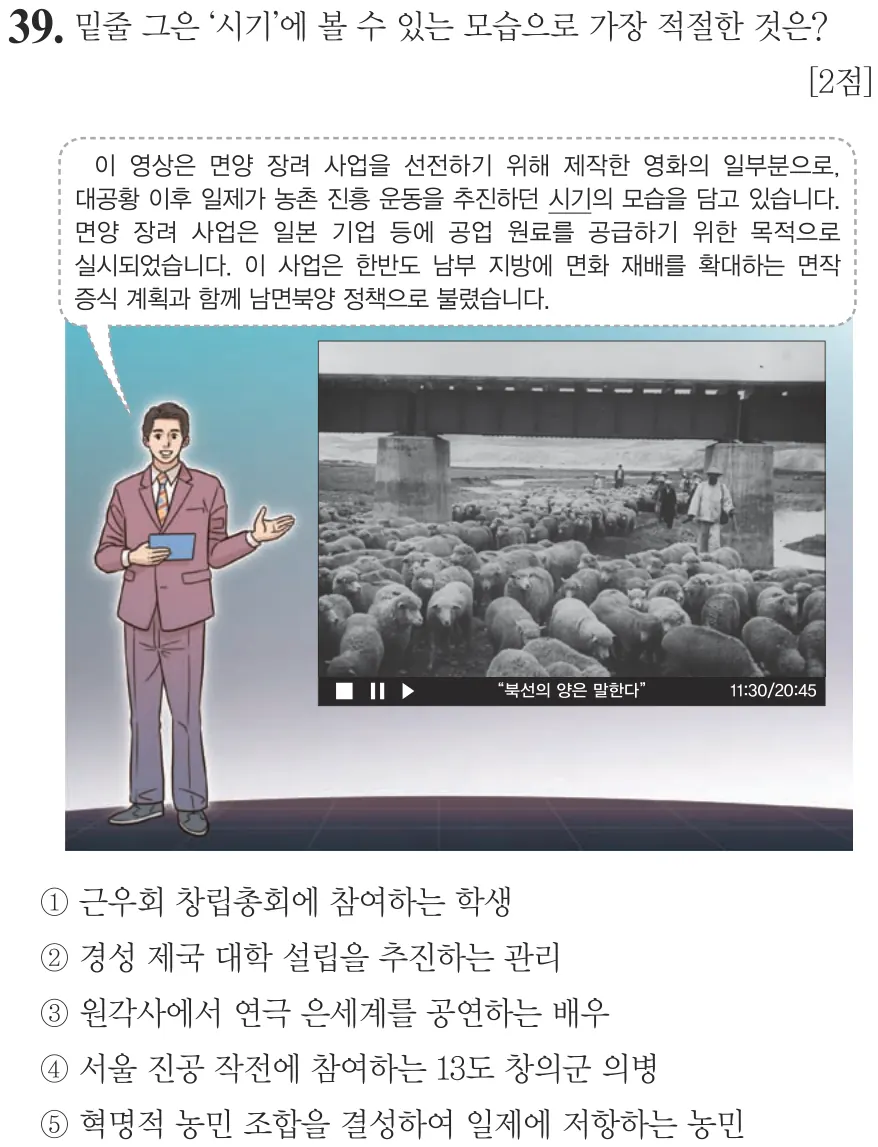 39. 밑줄 그은 ‘시기’에 볼 수 있는 모습으로 가장 적절한 것은?
[2점]
이 영상은 면양 장려 사업을 선전하기 위해 제작한 영화의 일부분으로,
대공황 이후 일제가 농촌 진흥 운동을 추진하던 시기의 모습을 담고 있습니다.
면양 장려 사업은 일본 기업 등에 공업 원료를 공급하기 위한 목적으로
실시되었습니다. 이 사업은 한반도 남부 지방에 면화 재배를 확대하는 면작
증식 계획과 함께 남면북양 정책으로 불렸습니다.
“북선의 양은 말한다” 11:30/20:45
① 근우회 창립총회에 참여하는 학생
② 경성 제국 대학 설립을 추진하는 관리
③ 원각사에서 연극 은세계를 공연하는 배우
④ 서울 진공 작전에 참여하는 13도 창의군 의병
⑤ 혁명적 농민 조합을 결성하여 일제에 저항하는 농민